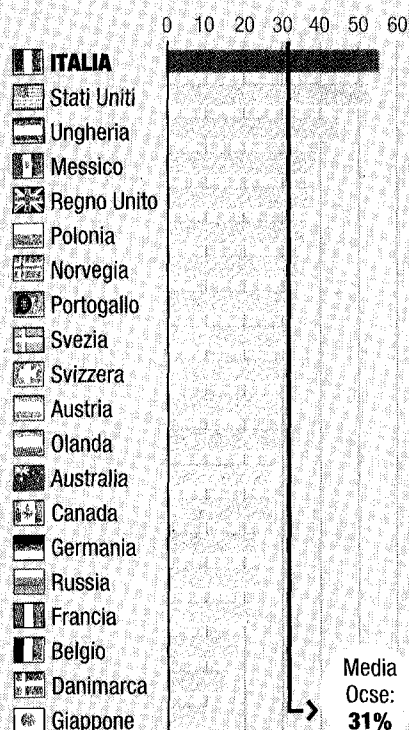 0 10 20 30 40 50 60
ITALIA
Stati Uniti
Ungheria
Messico
Regno Unito
Polonia
Norvegia
Portogallo
Svezia
Svizzera
Austria
Olanda
Australia
Canada
Germania
Russia
Francia
Belgio
Danimarca
Giappone
Media
Ocse:
31%